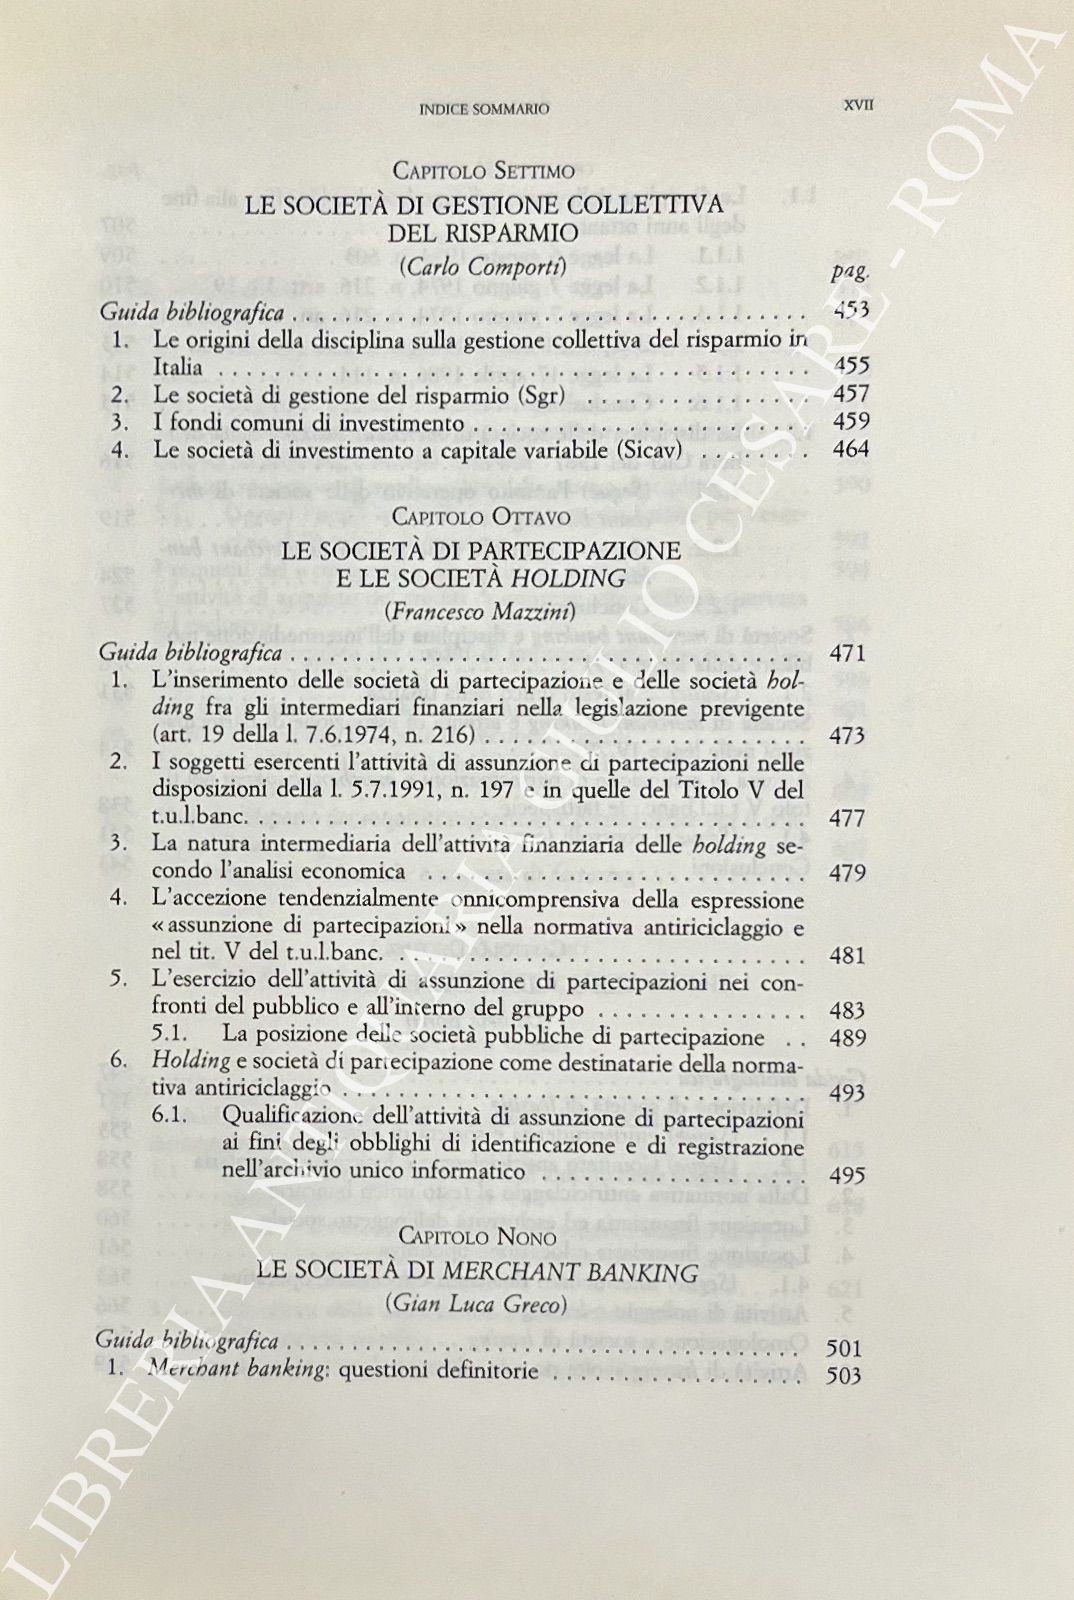 INDICE SOMMARIO XVII
CAPITOLO SETTIMO
LE SOCIETÀ DI GESTIONE COLLETTIVA
DEL RISPARMIO
(Carlo Comporti)
pag.
Guida bibliografica . . . . . . . . . . . . . . . . . . . . 453
1. Le origini della disciplina sulla gestione collettiva del risparmio in
Italia . . . . . . . . . . . . . . . . . . . . 455
2. Le società di gestione del risparmio (Sgr) . . . . . . . . . . 457
3. I fondi comuni di investimento . . . . . . . . . . . . . . . 459
4. Le società di investimento a capitale variabile (Sicav) . . . . . . . . 464
CAPITOLO OTTAVO
LE SOCIETÀ DI PARTECIPAZIONE
E LE SOCIETÀ HOLDING
(Francesco Mazzini)
Guida bibliografica . . . . . . . . . . . . . . . . . . . . 471
1. L'inserimento delle società di partecipazione e delle società hol-
ding fra gli intermediari finanziari nella legislazione previgente
(art. 19 della l. 7.6.1974, n. 216) . . . . . . . . . . . . . . . 473
2. I soggetti esercenti l'attività di assunzione di partecipazioni nelle
disposizioni della l. 5.7.1991, n. 197 e in quelle del Titolo V del
t.u.l.banc. . . . . . . . . . . . . . . . . . . . . 477
3. La natura intermediaria dell'attività finanziaria delle holding se-
condo l'analisi economica . . . . . . . . . . . . . . . . . . . . 479
4. L'accezione tendenzialmente onnicomprensiva della espressione
« assunzione di partecipazioni » nella normativa antiriciclaggio e
nel tit. V del t.u.l.banc. . . . . . . . . . . . . . . . . . . . . 481
5. L'esercizio dell'attività di assunzione di partecipazioni nei con-
fronti del pubblico e all'interno del gruppo . . . . . . . . . . . . . . 483
5.1. La posizione delle società pubbliche di partecipazione . . 489
6. Holding e società di partecipazione come destinatarie della norma-
tiva antiriciclaggio . . . . . . . . . . . . . . . . . . . . 493
6.1. Qualificazione dell'attività di assunzione di partecipazioni
ai fini degli obblighi di identificazione e di registrazione
nell'archivio unico informatico . . . . . . . . . . . . . . . . . . 495
CAPITOLO NONO
LE SOCIETÀ DI MERCHANT BANKING
(Gian Luca Greco)
Guida bibliografica . . . . . . . . . . . . . . . . . . . . 501
1. Merchant banking: questioni definitorie . . . . . . . . . . . . . . . . . 503
LIBRERIA ANTIQUARIA GIULIO CESARE - ROMA